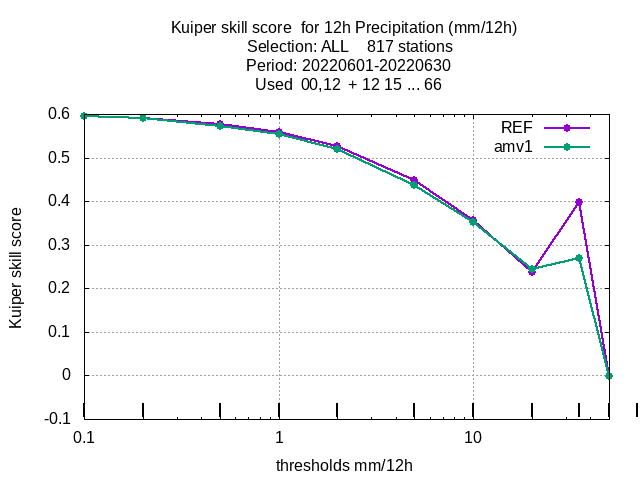 Kuiper skill score  for 12h Precipitation (mm/12h)
Selection: ALL    817 stations
Period: 20220601-20220630
Used  00,12  + 12 15 ... 66
REF
amv1
0.6
0.5
0.4
0.3
0.2
0.1
0
-0.1
Kuiper skill score
0.1
1
10
thresholds mm/12h